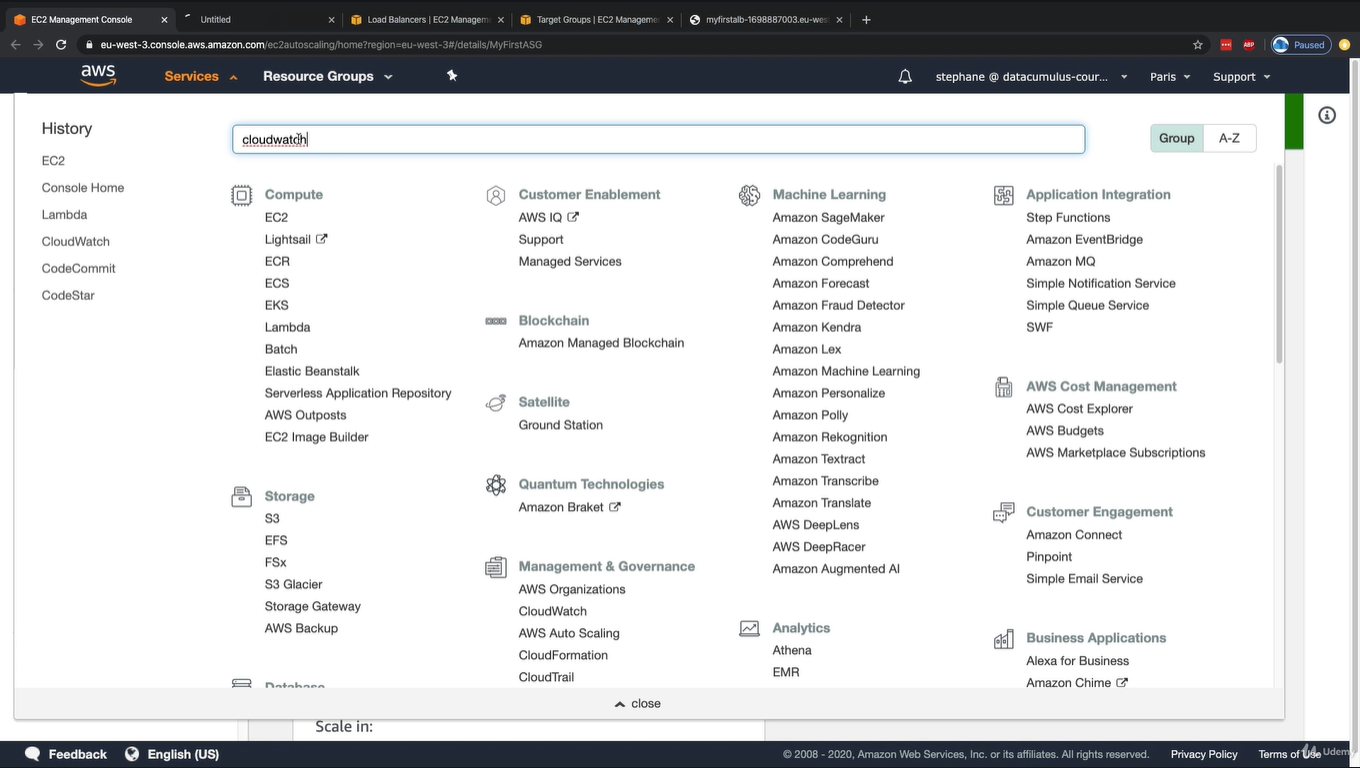 EC2 Management Console
Untitled
Load Balancers | EC2 Managem
Target Groups | EC2 Manageme
myfirstalb-1698887003.eu-wes
eu-west-3.console.aws.amazon.com/ec2autoscaling/home?region=eu-west-3#/details/MyFirstASG
ABP
Paused
aws
Services
Resource Groups
stephane @ datacumulus-cour...
Paris
Support
History
EC2
Console Home
Lambda
CloudWatch
CodeCommit
CodeStar
cloudwatch
Group
A-Z
Compute
EC2
Lightsail
ECR
ECS
EKS
Lambda
Batch
Elastic Beanstalk
Serverless Application Repository
AWS Outposts
EC2 Image Builder
Storage
S3
EFS
FSx
S3 Glacier
Storage Gateway
AWS Backup
Database
Customer Enablement
AWS IQ
Support
Managed Services
Blockchain
Amazon Managed Blockchain
Satellite
Ground Station
Quantum Technologies
Amazon Braket
Management & Governance
AWS Organizations
CloudWatch
AWS Auto Scaling
CloudFormation
CloudTrail
Machine Learning
Amazon SageMaker
Amazon CodeGuru
Amazon Comprehend
Amazon Forecast
Amazon Fraud Detector
Amazon Kendra
Amazon Lex
Amazon Machine Learning
Amazon Personalize
Amazon Polly
Amazon Rekognition
Amazon Textract
Amazon Transcribe
Amazon Translate
AWS DeepLens
AWS DeepRacer
Amazon Augmented AI
Analytics
Athena
EMR
Application Integration
Step Functions
Amazon EventBridge
Amazon MQ
Simple Notification Service
Simple Queue Service
SWF
AWS Cost Management
AWS Cost Explorer
AWS Budgets
AWS Marketplace Subscriptions
Customer Engagement
Amazon Connect
Pinpoint
Simple Email Service
Business Applications
Alexa for Business
Amazon Chime
close
Scale in:
Feedback
English (US)
© 2008 - 2020, Amazon Web Services, Inc. or its affiliates. All rights reserved.
Privacy Policy
Terms of Use
Udemy